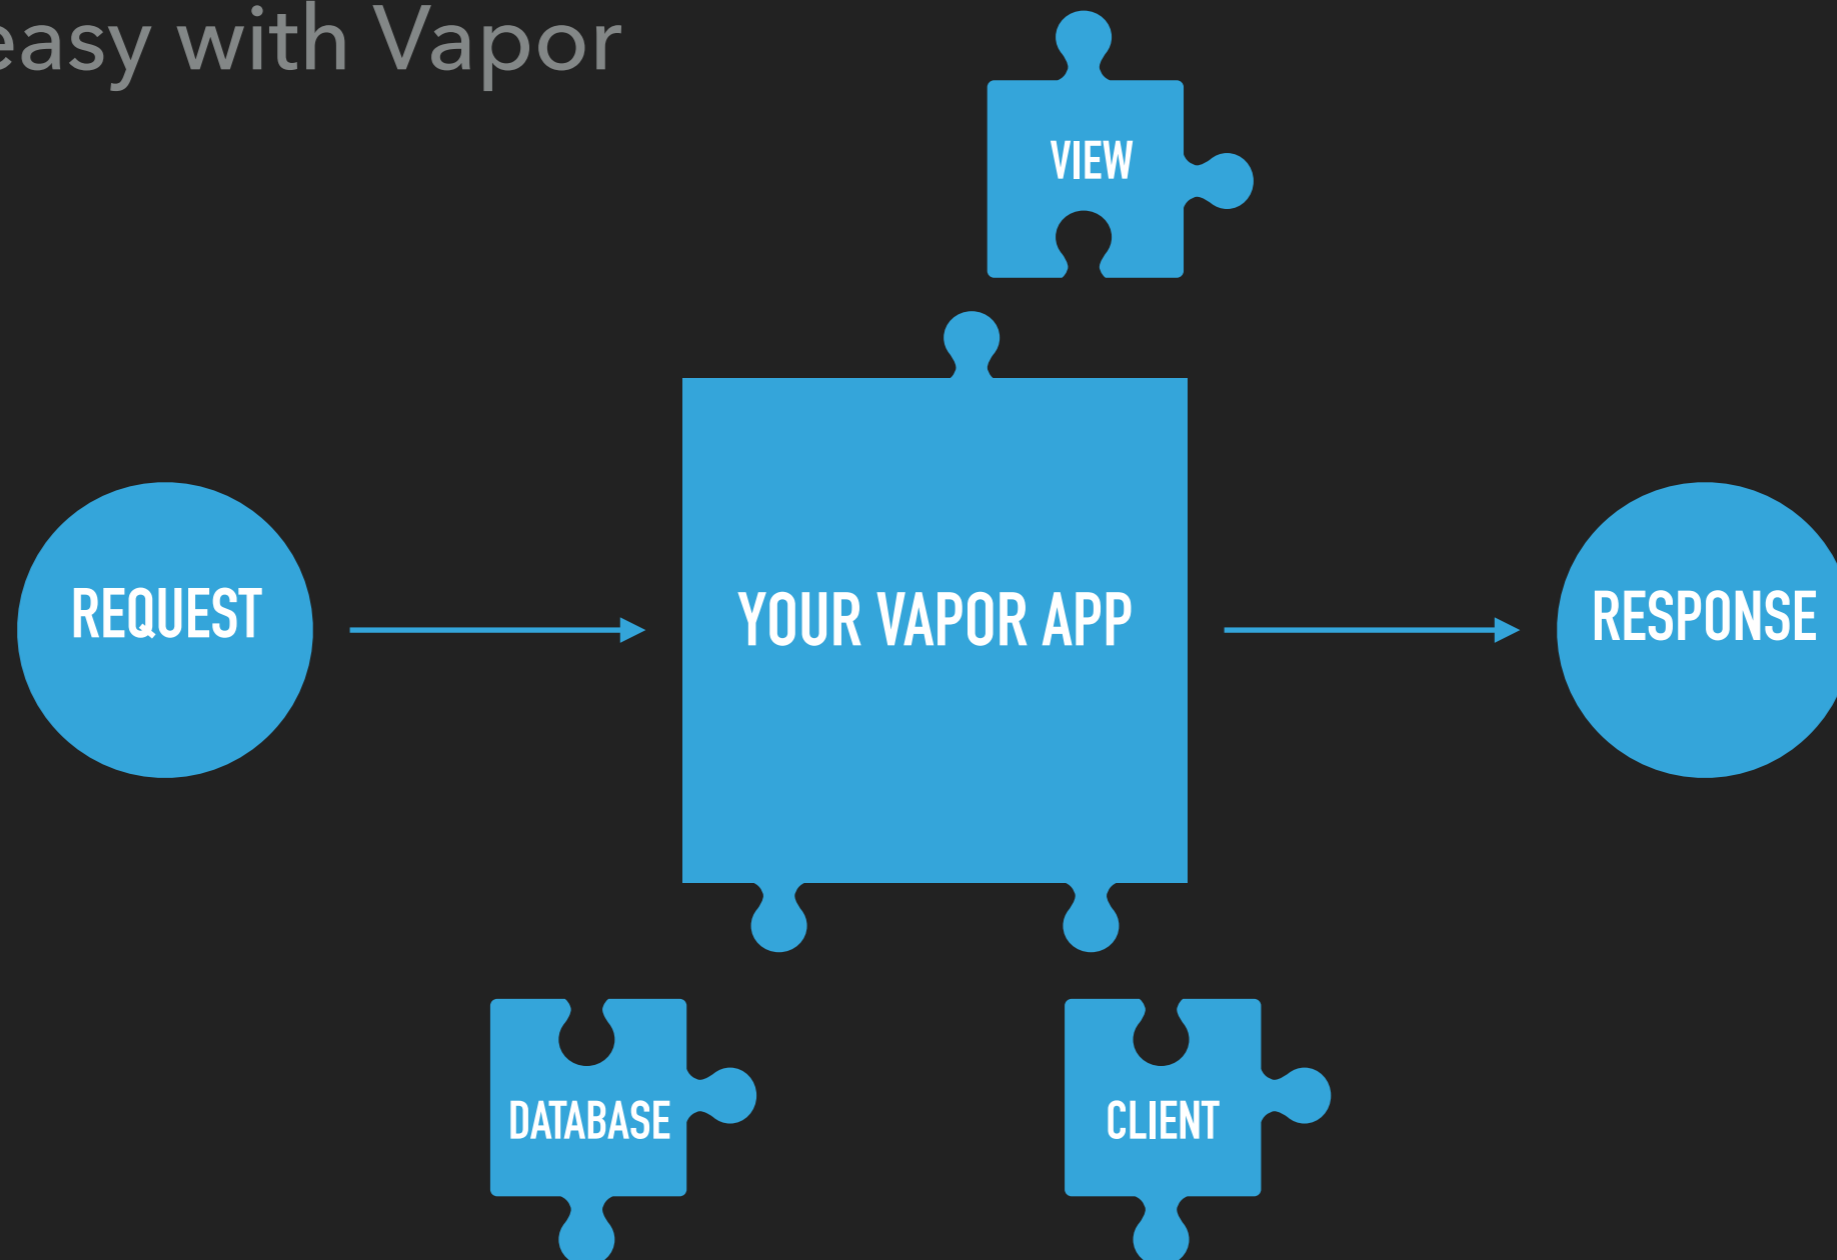 easy with Vapor
VIEW
REQUEST
YOUR VAPOR APP
RESPONSE
DATABASE
CLIENT